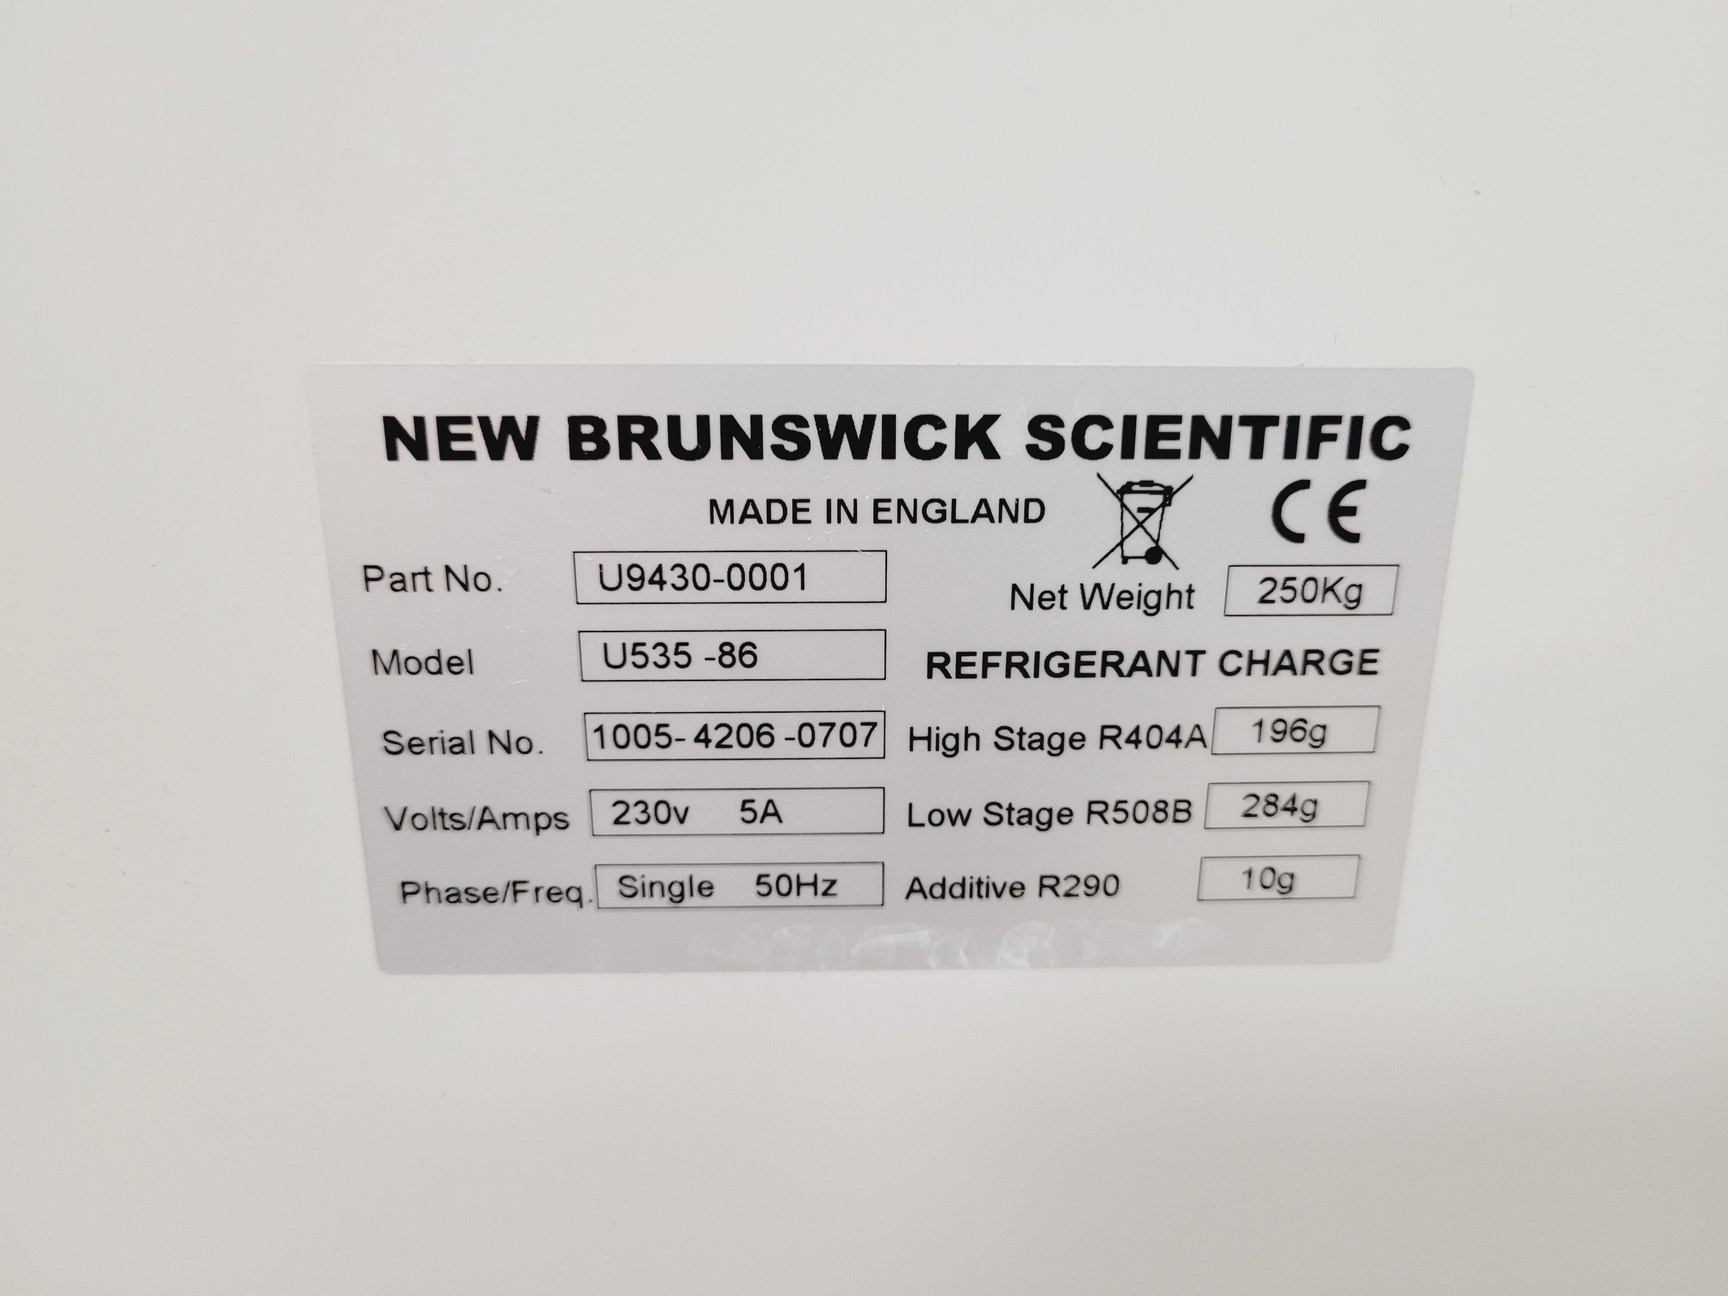 NEW BRUNSWICK SCIENTIFIC
MADE IN ENGLAND
CE
Part No. U9430-0001
Net Weight 250Kg
Model U535 -86
REFRIGERANT CHARGE
Serial No. 1005- 4206 -0707
High Stage R404A 196g
Volts/Amps 230v 5A
Low Stage R508B 284g
Phase/Freq. Single 50Hz
Additive R290 10g